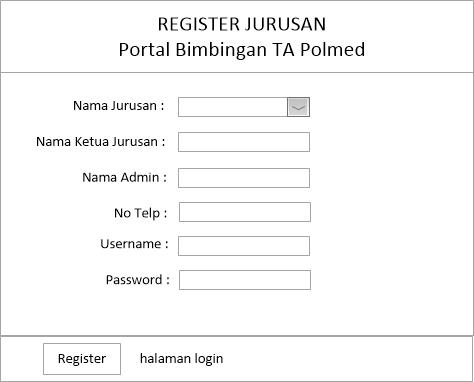 REGISTER JURUSAN
Portal Bimbingan TA Polmed
Nama Jurusan :
Nama Ketua Jurusan :
Nama Admin :
No Telp :
Username :
Password :
Register halaman login